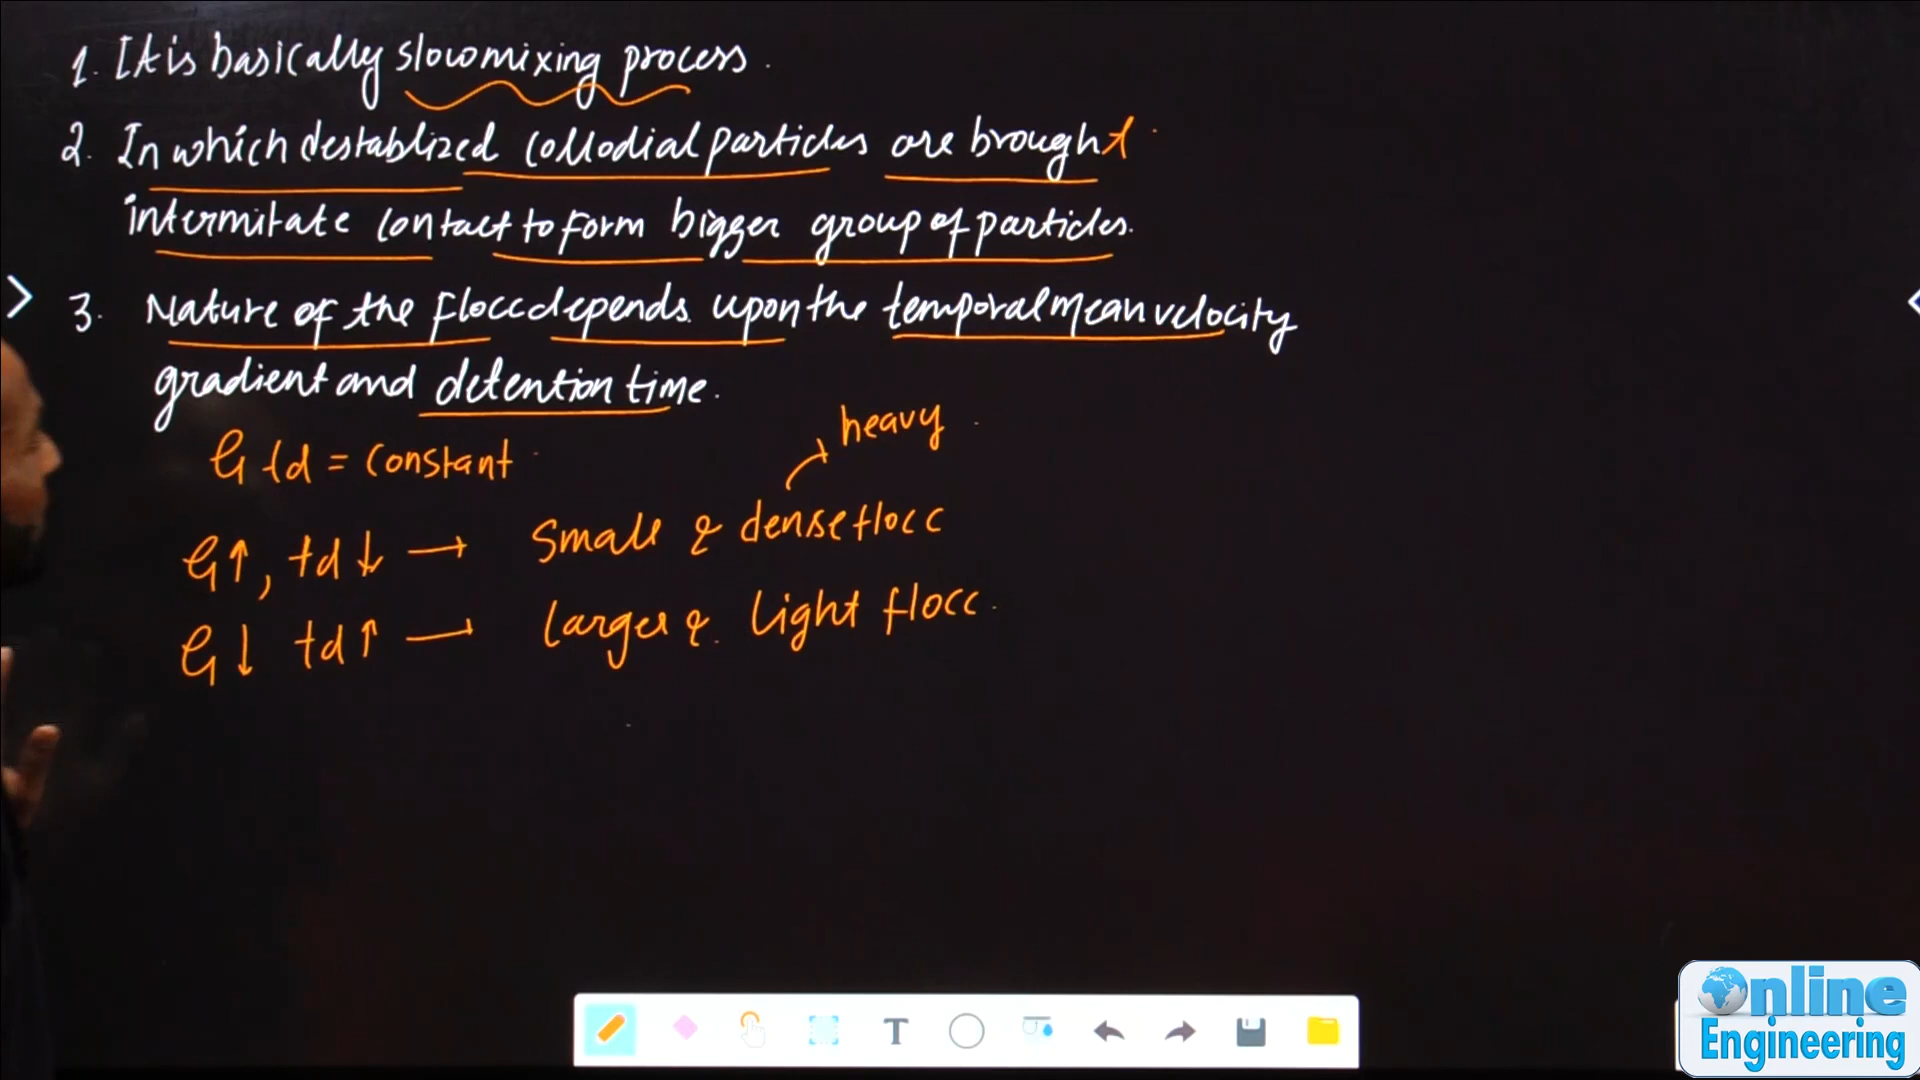 1. It is basically slowmixing process.
2. In which destablized collodial particles are brought
intermitate contact to form bigger group of particles.
3. Nature of the flocc depends upon the temporal mean velocity
gradient and detention time.
heavy
G td = constant
G↑, td↓ → Small & dense flocc
G↓ td↑ → larger & light flocc.
T
Online
Engineering